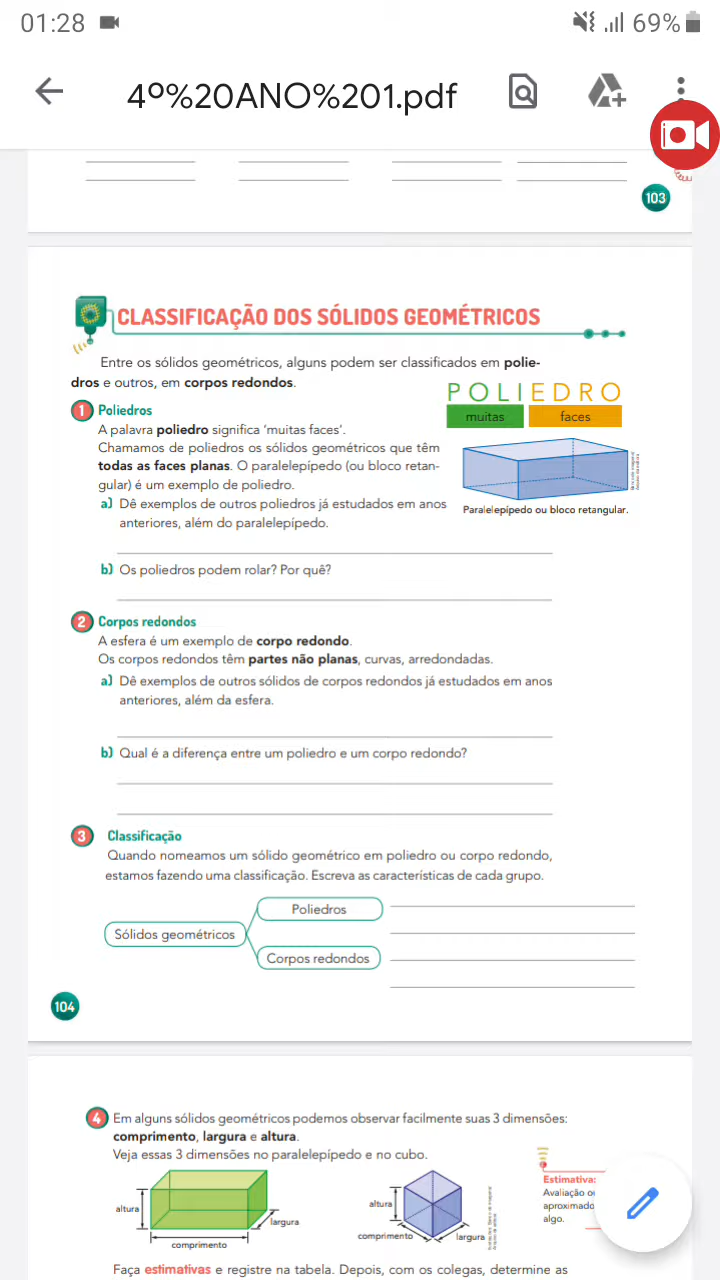 01:28
69%
4º%20ANO%201.pdf
103
CLASSIFICAÇÃO DOS SÓLIDOS GEOMÉTRICOS
Entre os sólidos geométricos, alguns podem ser classificados em polie-
dros e outros, em corpos redondos.
POLIEDRO
muitas faces
1 Poliedros
A palavra poliedro significa ‘muitas faces’.
Chamamos de poliedros os sólidos geométricos que têm
todas as faces planas. O paralelepípedo (ou bloco retan-
gular) é um exemplo de poliedro.
a) Dê exemplos de outros poliedros já estudados em anos
anteriores, além do paralelepípedo.
Paralelepípedo ou bloco retangular.
b) Os poliedros podem rolar? Por quê?
2 Corpos redondos
A esfera é um exemplo de corpo redondo.
Os corpos redondos têm partes não planas, curvas, arredondadas.
a) Dê exemplos de outros sólidos de corpos redondos já estudados em anos
anteriores, além da esfera.
b) Qual é a diferença entre um poliedro e um corpo redondo?
3 Classificação
Quando nomeamos um sólido geométrico em poliedro ou corpo redondo,
estamos fazendo uma classificação. Escreva as características de cada grupo.
Poliedros
Sólidos geométricos
Corpos redondos
104
4 Em alguns sólidos geométricos podemos observar facilmente suas 3 dimensões:
comprimento, largura e altura.
Veja essas 3 dimensões no paralelepípedo e no cubo.
altura
largura
comprimento
altura
comprimento
largura
Estimativa:
Avaliação
aproximado
algo.
Faça estimativas e registre na tabela. Depois, com os colegas, determine as